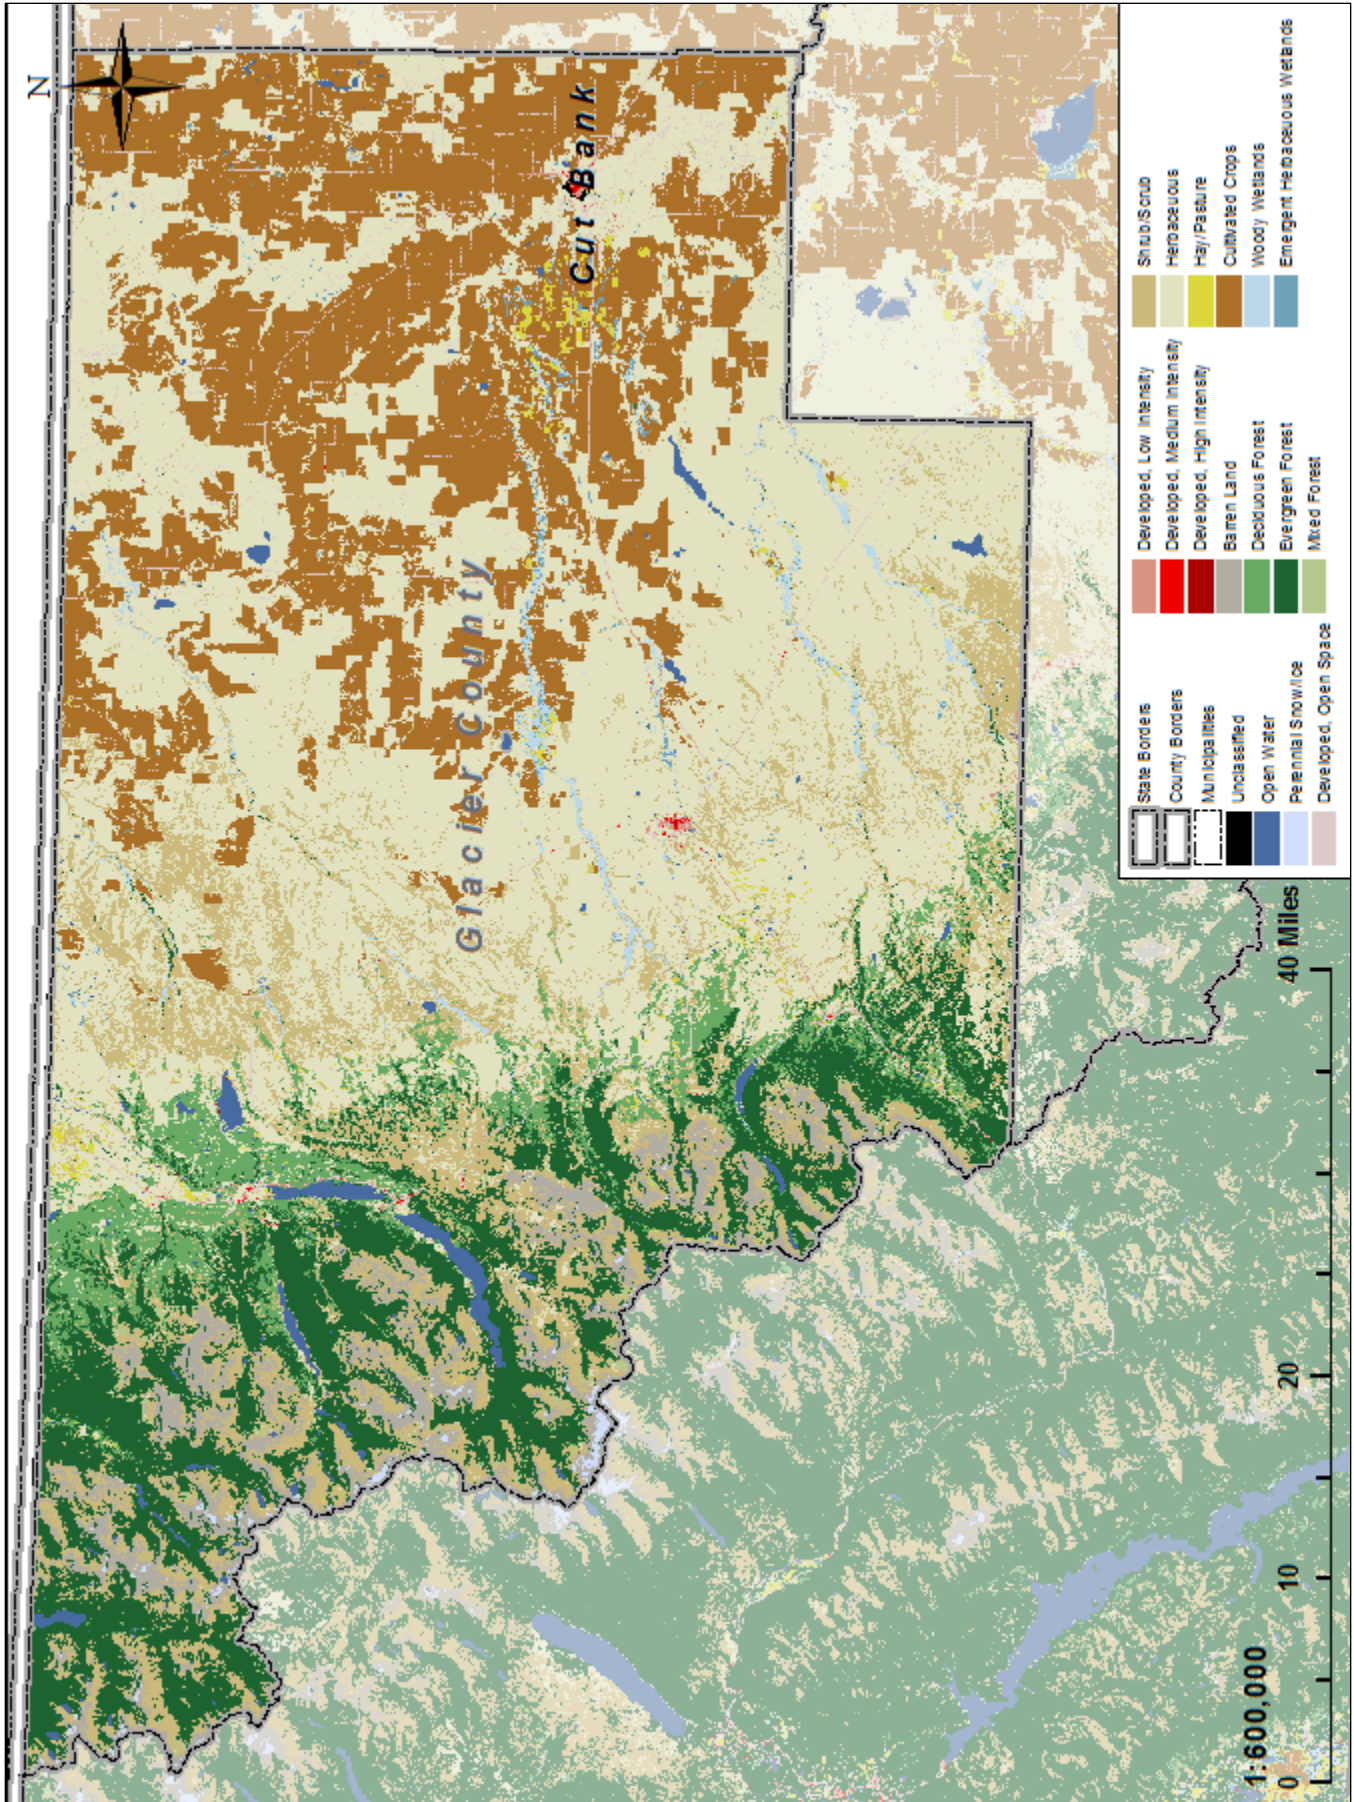 N
Glacier County
Cut Bank
1:600,000
0 10 20 40 Miles
State Borders
County Borders
Municipalities
Unclassified
Open Water
Perennial Snow/Ice
Developed, Open Space
Developed, Low Intensity
Developed, Medium Intensity
Developed, High Intensity
Barren Land
Deciduous Forest
Evergreen Forest
Mixed Forest
Shrub/Scrub
Herbaceous
Hay/Pasture
Cultivated Crops
Woody Wetlands
Emergent Herbaceuous Wetlands